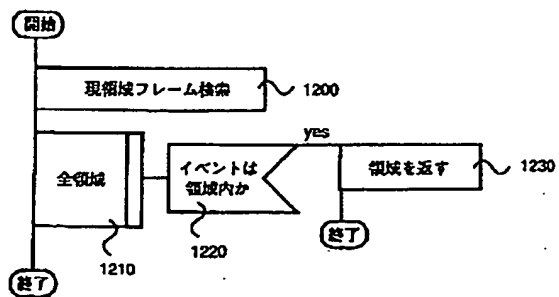 開始
現領域フレーム検索
1200
全領域
1210
イベントは
領域内か
1220
yes
領域を返す
1230
終了
終了